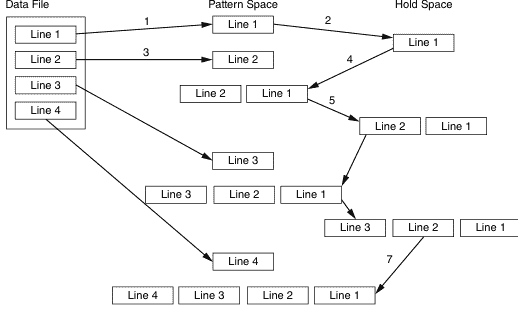 Data File Pattern Space Hold Space
Line 1 1 Line 1 2 Line 1
Line 2 3 Line 2 4
Line 3 Line 2 Line 1 5
Line 4 Line 2 Line 1
Line 3
Line 3 Line 2 Line 1
Line 3 Line 2 Line 1
Line 4 7
Line 4 Line 3 Line 2 Line 1